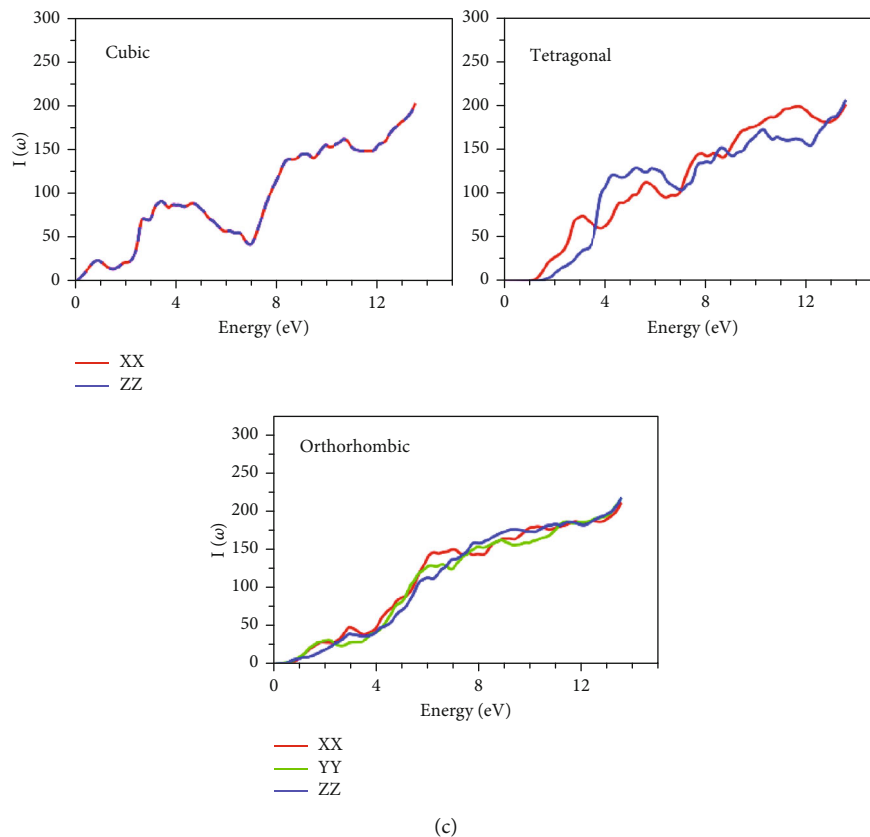 300
250
200
150
100
50
0
I (ω)
Cubic
0 4 8 12
Energy (eV)
XX
ZZ
300
250
200
150
100
50
0
Tetragonal
0 4 8 12
Energy (eV)
300
250
200
150
100
50
0
I (ω)
Orthorhombic
0 4 8 12
Energy (eV)
XX
YY
ZZ
(c)